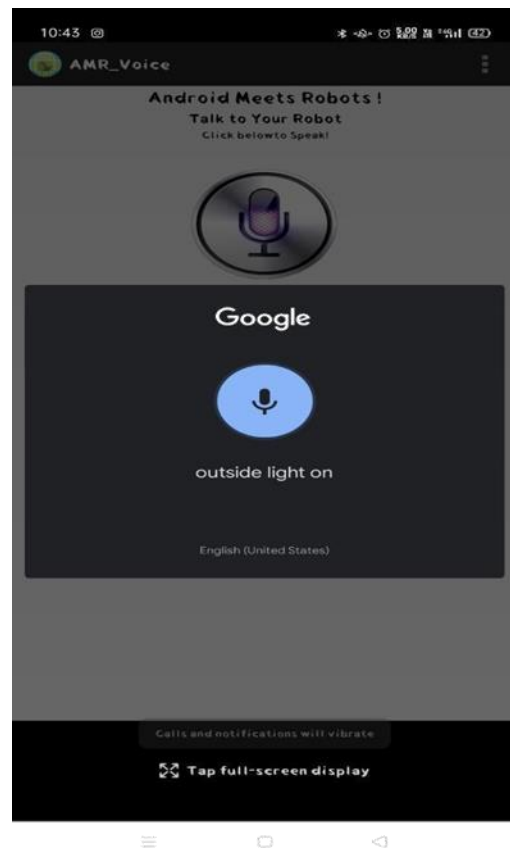 10:43
42
AMR_Voice
Android Meets Robots!
Talk to Your Robot
Click belowto Speak!
Google
outside light on
English (United States)
Calls and notifications will vibrate
Tap full-screen display